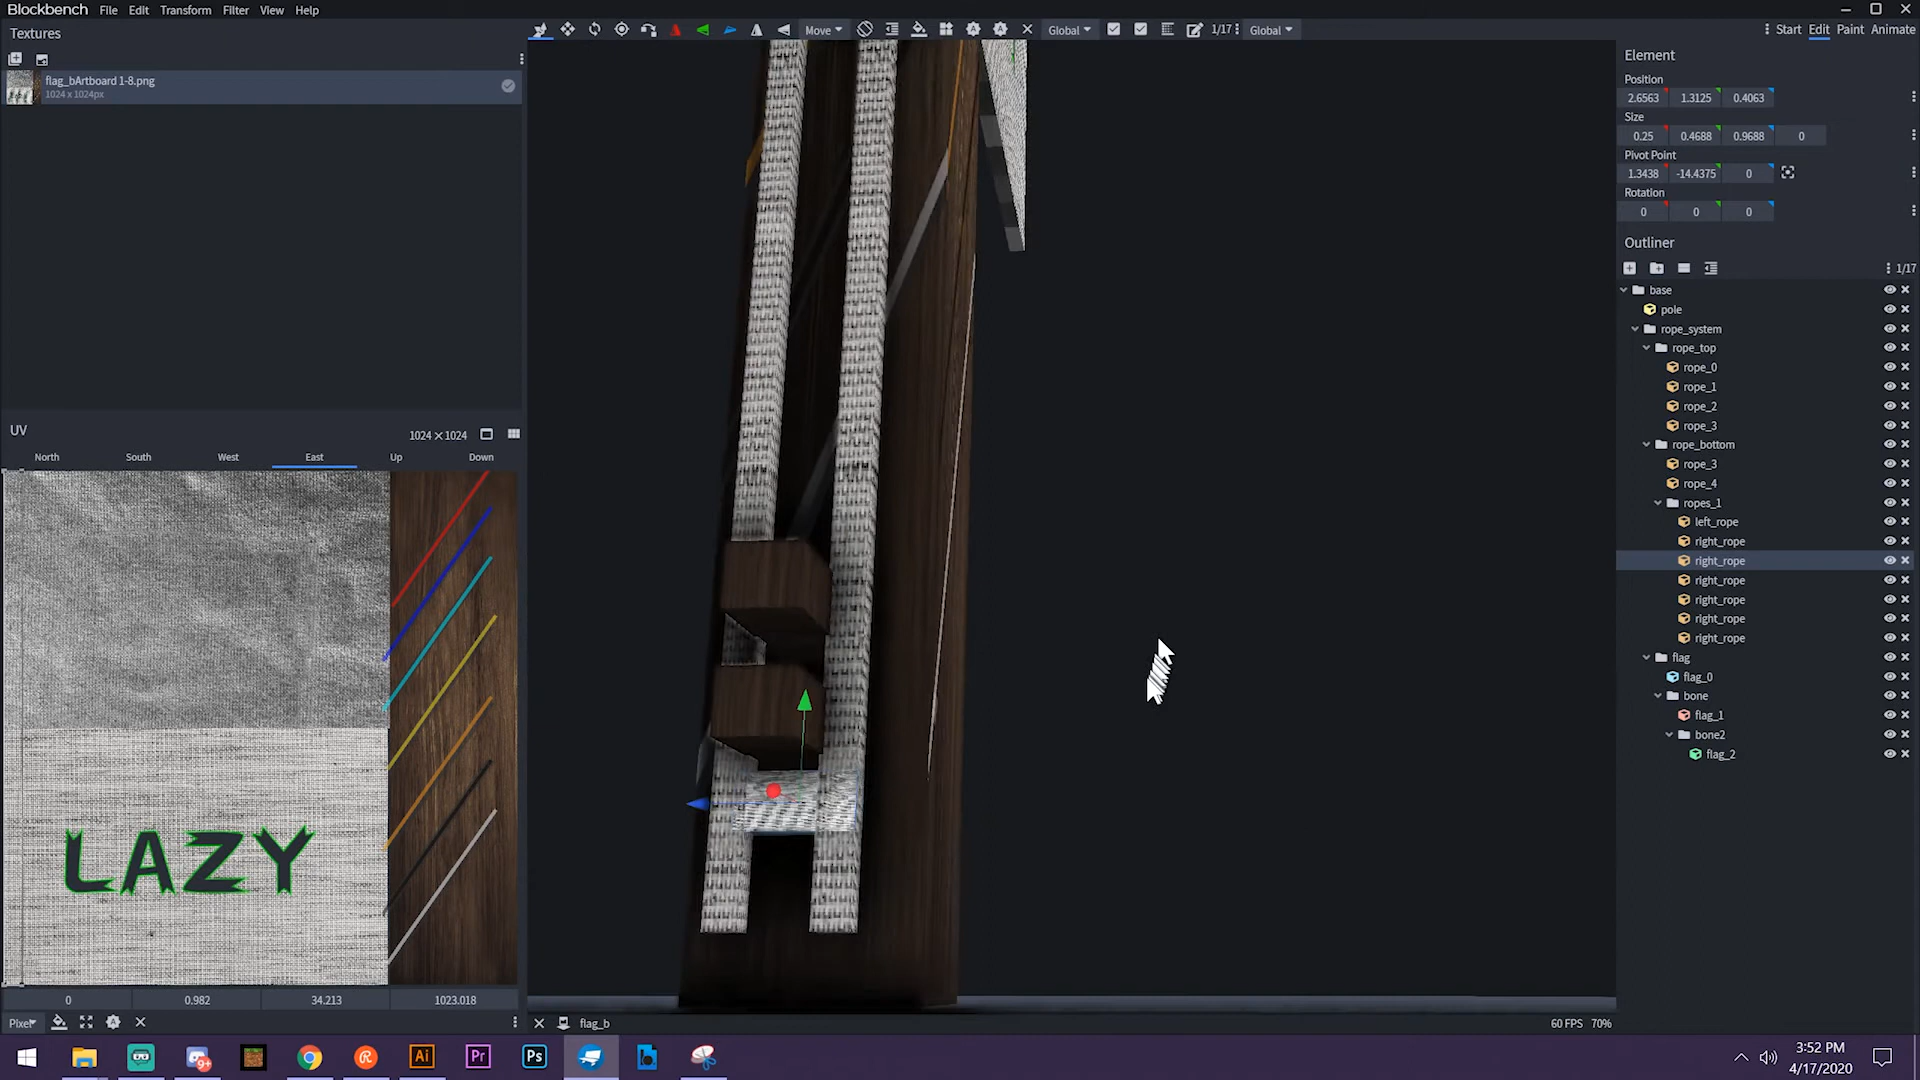 Blockbench File Edit Transform Filter View Help
Textures
flag_bArtboard 1-8.png
1024 x 1024px
UV
1024 × 1024
North South West East Up Down
LAZY
0 0.982 34.213 1023.018
Pixel
Move
Global
1/17
Global
Start Edit Paint Animate
flag_b
60 FPS 70%
Element
Position
2.6563 1.3125 0.4063
Size
0.25 0.4688 0.9688 0
Pivot Point
1.3438 -14.4375 0
Rotation
0 0 0
Outliner
1/17
base
pole
rope_system
rope_top
rope_0
rope_1
rope_2
rope_3
rope_bottom
rope_3
rope_4
ropes_1
left_rope
right_rope
right_rope
right_rope
right_rope
right_rope
right_rope
flag
flag_0
bone
flag_1
bone2
flag_2
9+
Ai
Pr
Ps
3:52 PM
4/17/2020